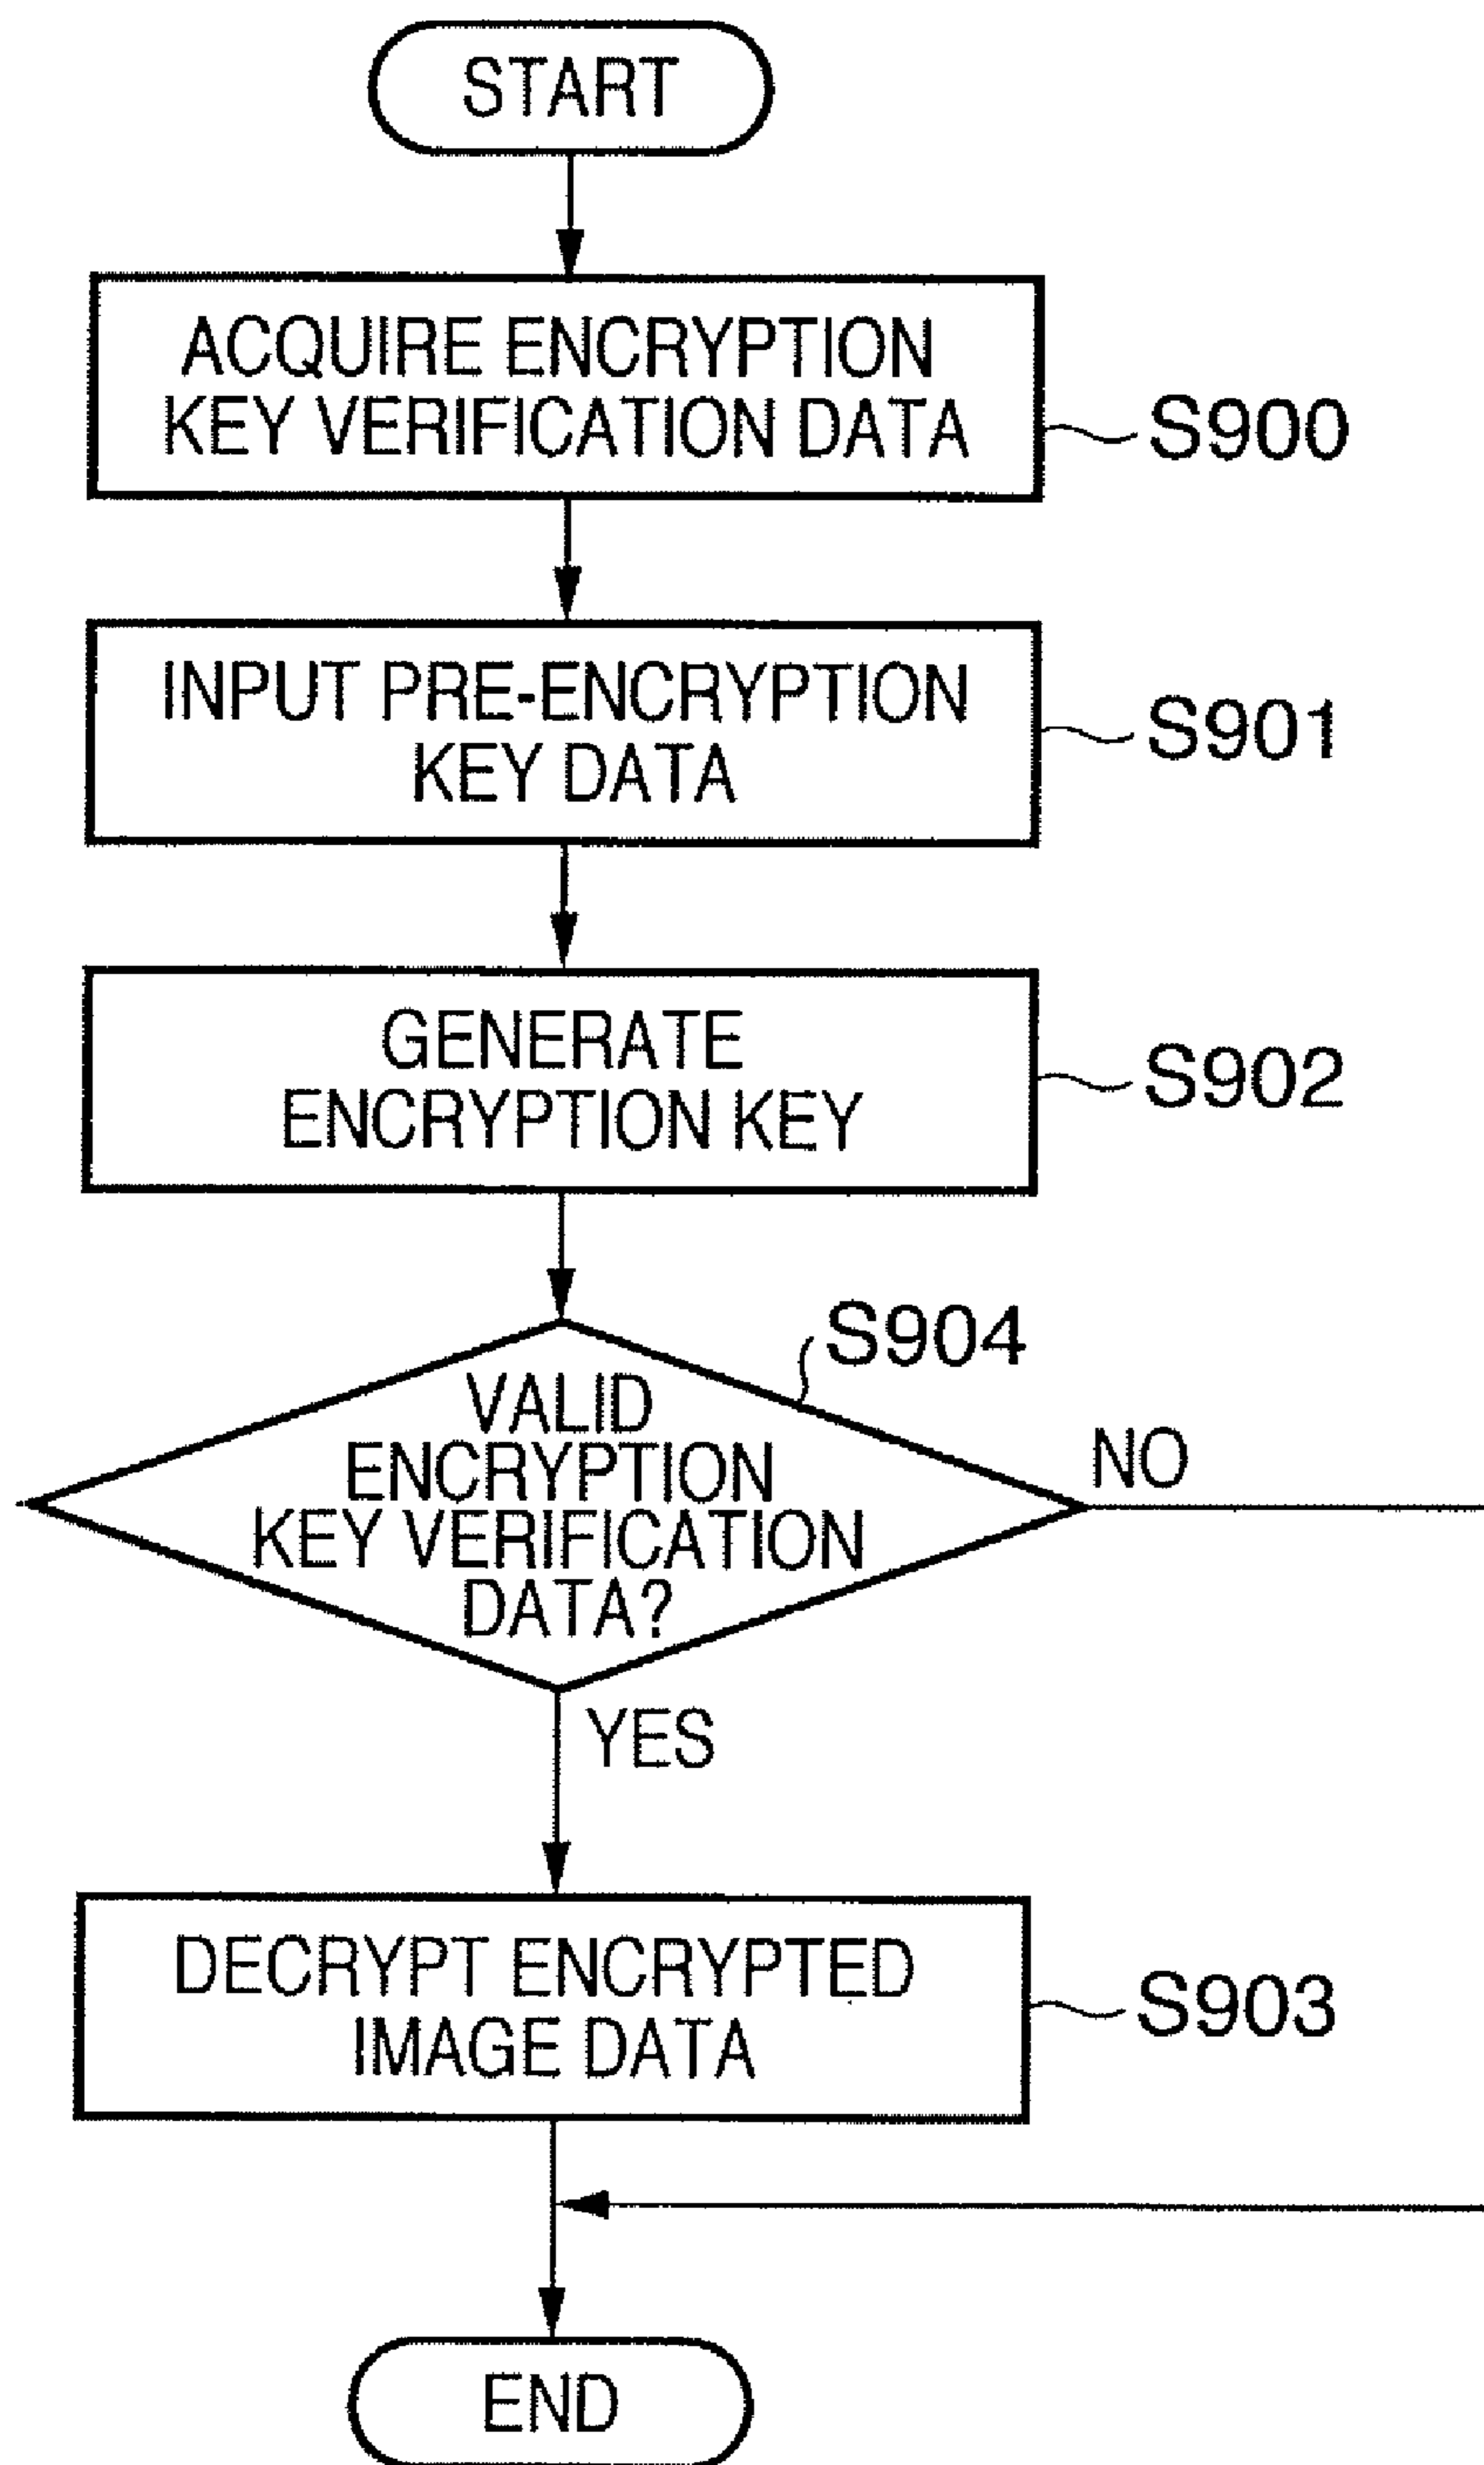 START
ACQUIRE ENCRYPTION
KEY VERIFICATION DATA
S900
INPUT PRE-ENCRYPTION
KEY DATA
S901
GENERATE
ENCRYPTION KEY
S902
S904
VALID
ENCRYPTION
KEY VERIFICATION
DATA?
NO
YES
DECRYPT ENCRYPTED
IMAGE DATA
S903
END